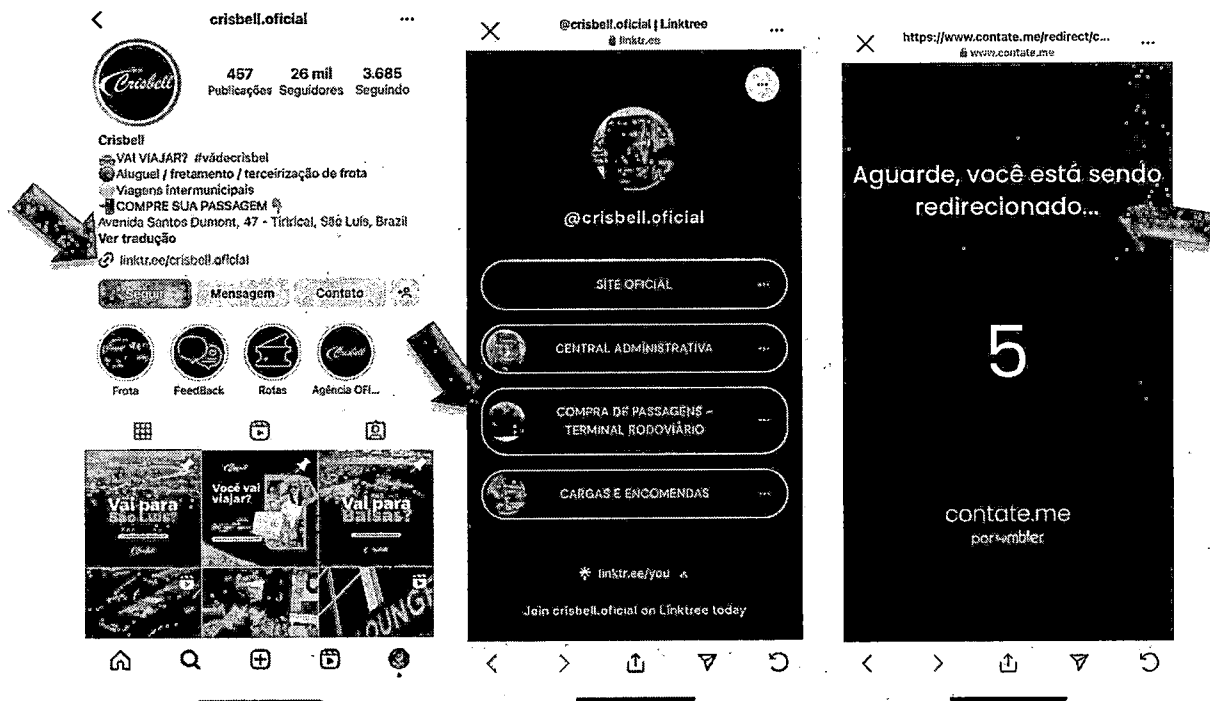 crisbell.oficial
Crisbell
457
26 mil
3.685
Publicações
Seguidores
Seguindo
Crisbell
VAI VIAJAR? #vádecrisbel
Aluguel / fretamento / terceirização de frota
Viagens intermunicipais
COMPRE SUA PASSAGEM
Avenida Santos Dumont, 47 - Tirirical, São Luís, Brazil
Ver tradução
linktr.ee/crisbell.oficial
Seguir
Mensagem
Contato
Crisbell
Frota
FeedBack
Rotas
Agência OFI...
Vai para
São Luís?
Você vai
viajar?
Vai para
Balsas?
@crisbell.oficial | Linktree
linktr.ee
@crisbell.oficial
SITE OFICIAL
CENTRAL ADMINISTRATIVA
COMPRA DE PASSAGENS –
TERMINAL RODOVIÁRIO
CARGAS E ENCOMENDAS
linktr.ee/you
Join crisbell.oficial on Linktree today
https://www.contate.me/redirect/c...
www.contate.me
Aguarde, você está sendo
redirecionado...
5
contate.me
por umbler